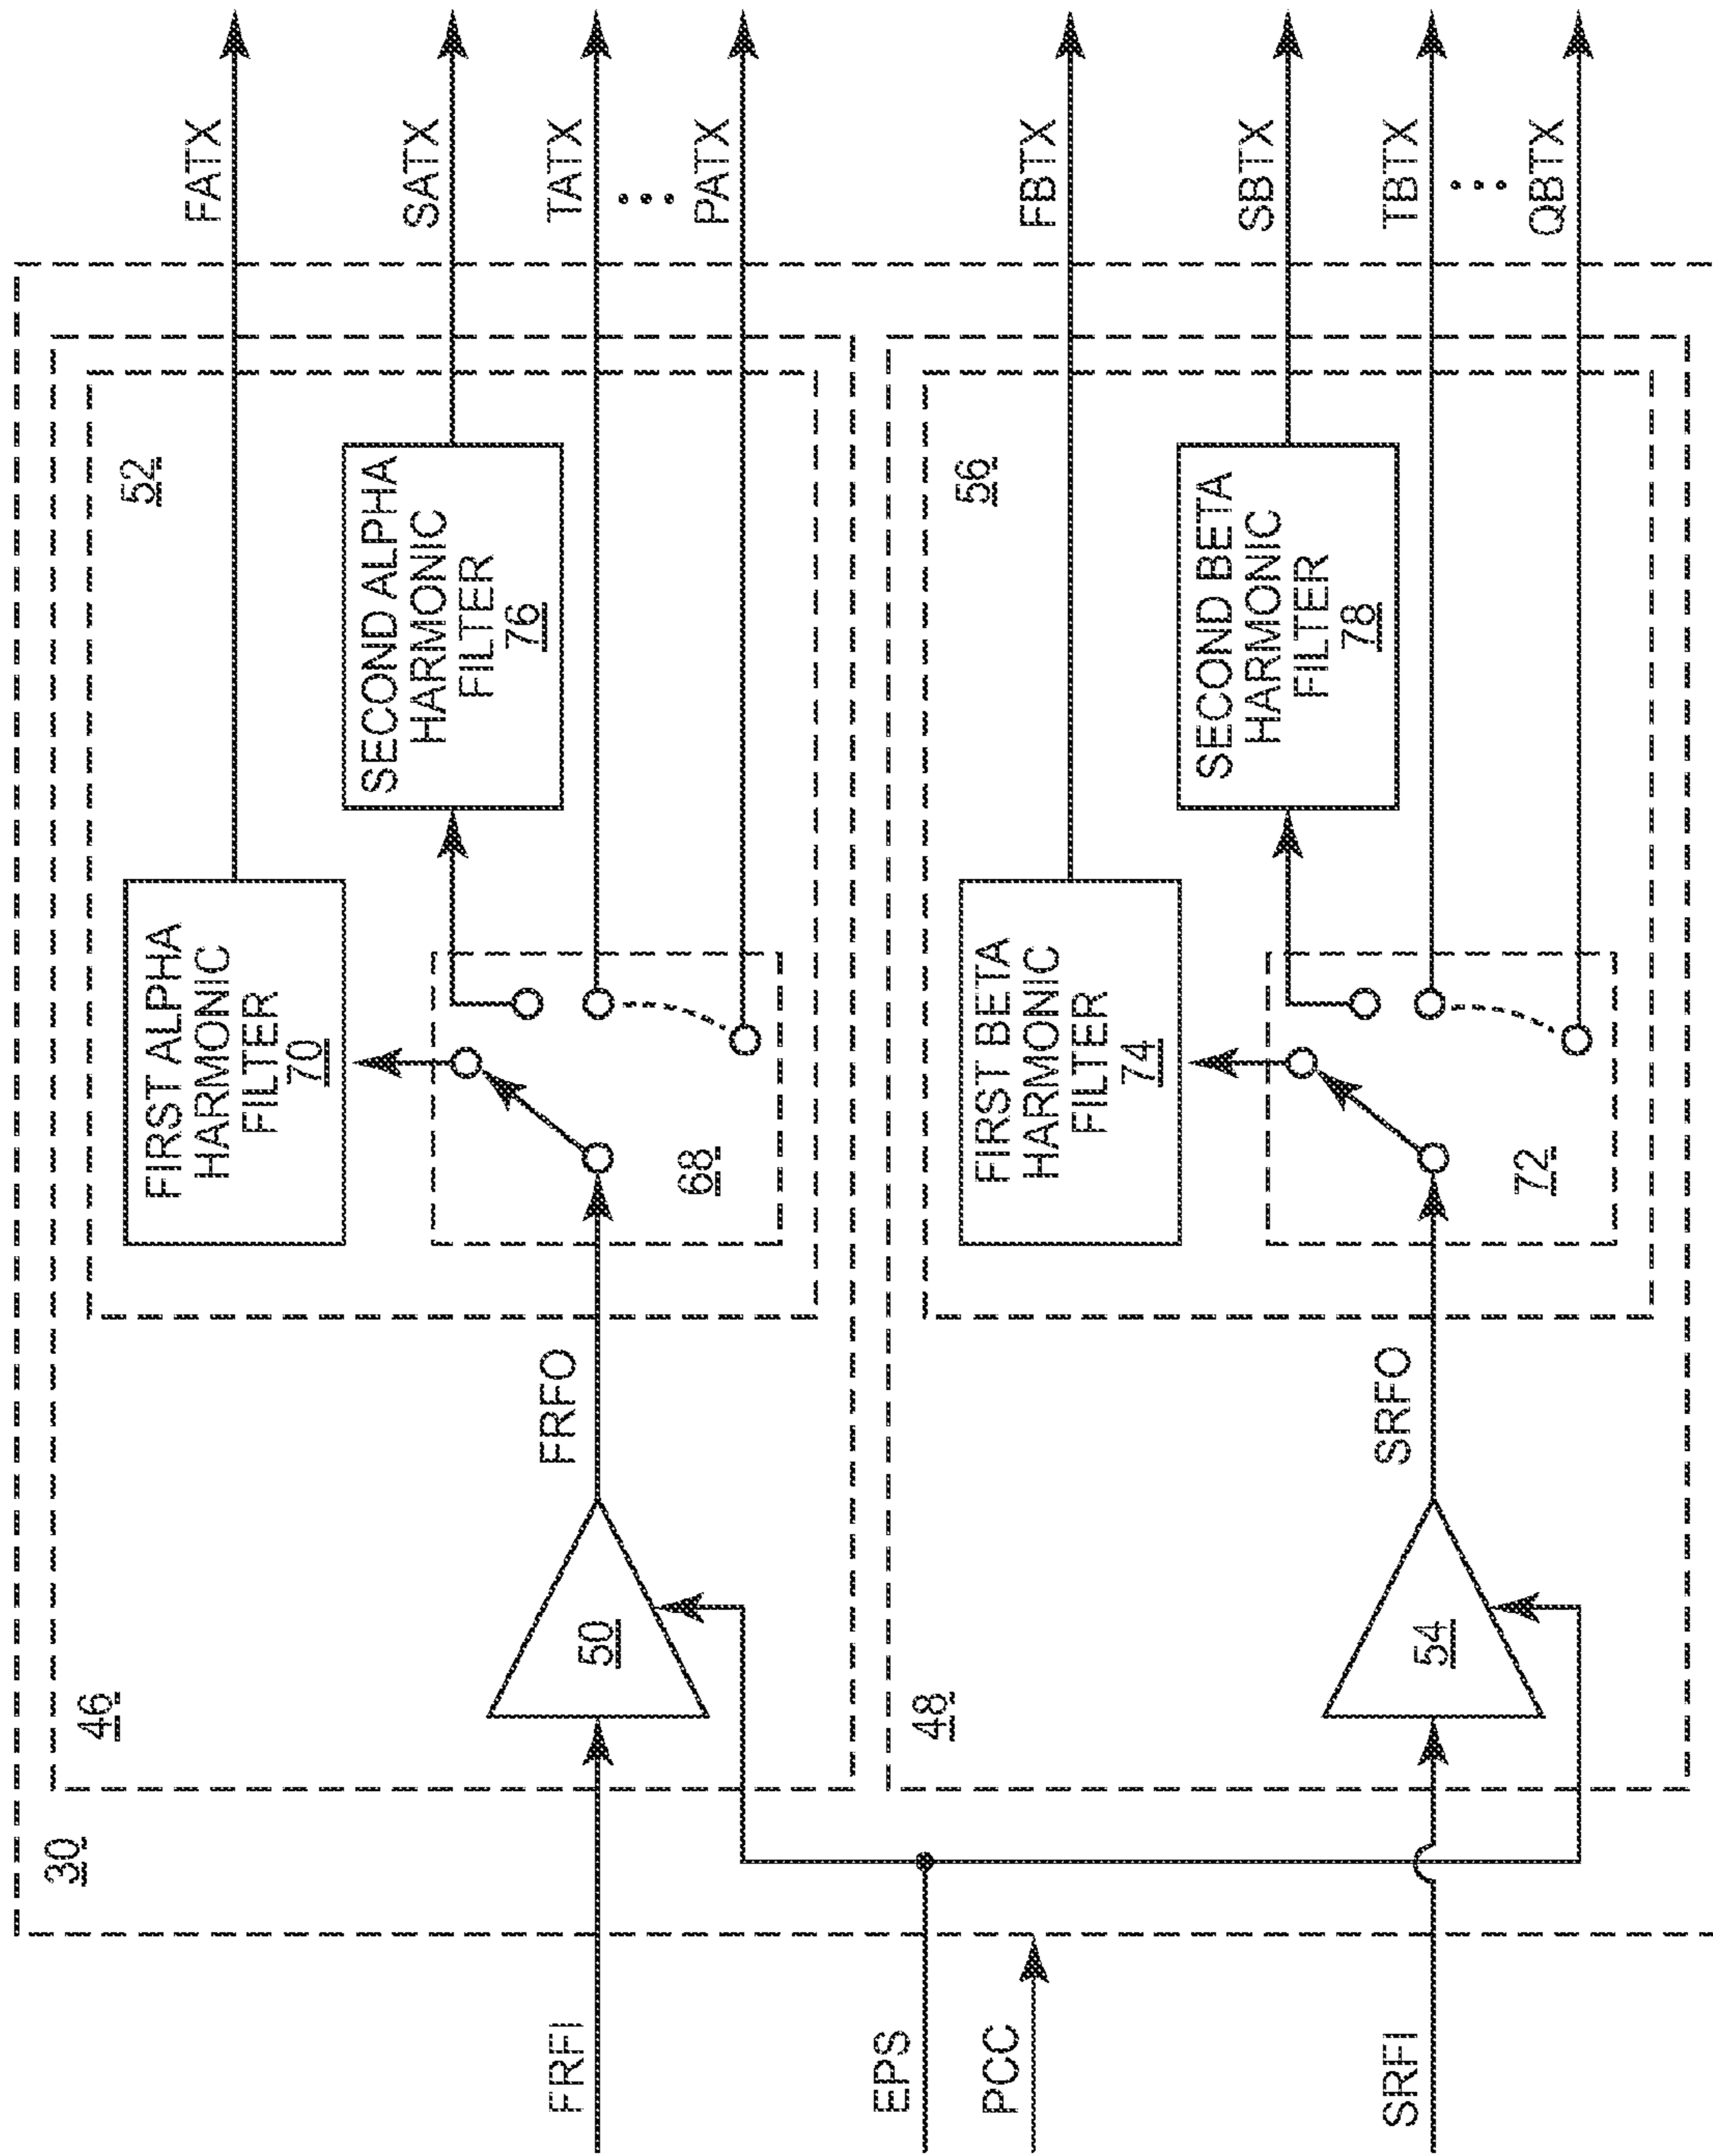 30
46
52
FIRST ALPHA
HARMONIC
FILTER
70
FATX
SECOND ALPHA
HARMONIC
FILTER
76
SATX
FRFI
50
FRFO
68
TATX
PATX
EPS
PCC
48
56
FIRST BETA
HARMONIC
FILTER
74
FBTX
SECOND BETA
HARMONIC
FILTER
78
SBTX
SRFI
54
SRFO
72
TBTX
QBTX